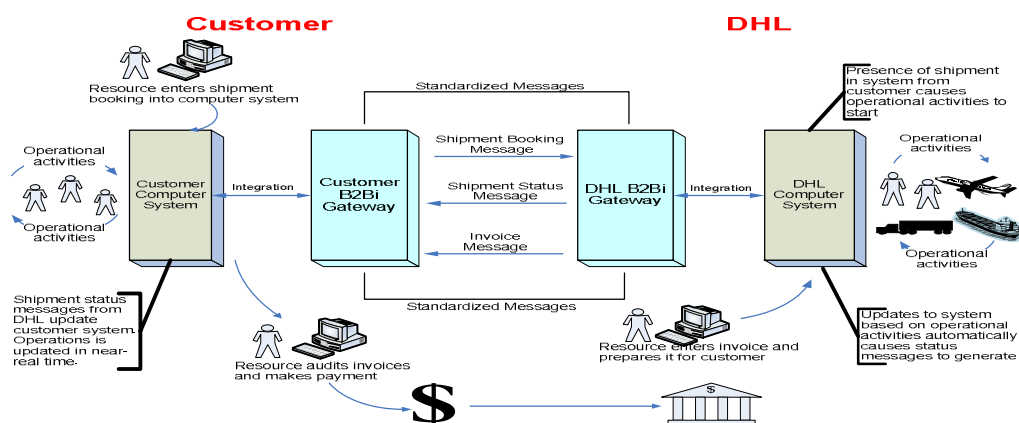 Customer
DHL
Resource enters shipment
booking into computer system
Presence of shipment
in system from
customer causes
operational activities to
start
Standardized Messages
Operational
activities
Operational
activities
Customer
Computer
System
Integration
Customer
B2Bi
Gateway
Shipment Booking
Message
Shipment Status
Message
Invoice
Message
DHL B2Bi
Gateway
Integration
DHL
Computer
System
Operational
activities
Operational
activities
Standardized Messages
Shipment status
messages from
DHL update
customer system.
Operations is
updated in near-
real time.
Resource audits invoices
and makes payment
Resource enters invoice and
prepares it for customer
Updates to system
based on operational
activities automatically
causes status
messages to generate
$
$